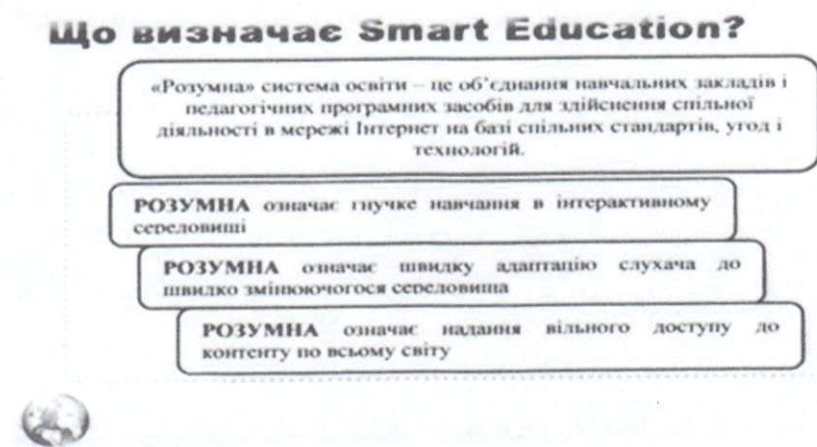 Що визначає Smart Education?
«Розумна» система освіти – це об’єднання навчальних закладів і
педагогічних програмних засобів для здійснення спільної
діяльності в мережі Інтернет на базі спільних стандартів, угод і
технологій.
РОЗУМНА означає гнучке навчання в інтерактивному
середовищі
РОЗУМНА означає швидку адаптацію слухача до
швидко змінюючогося середовища
РОЗУМНА означає надання вільного доступу до
контенту по всьому світу